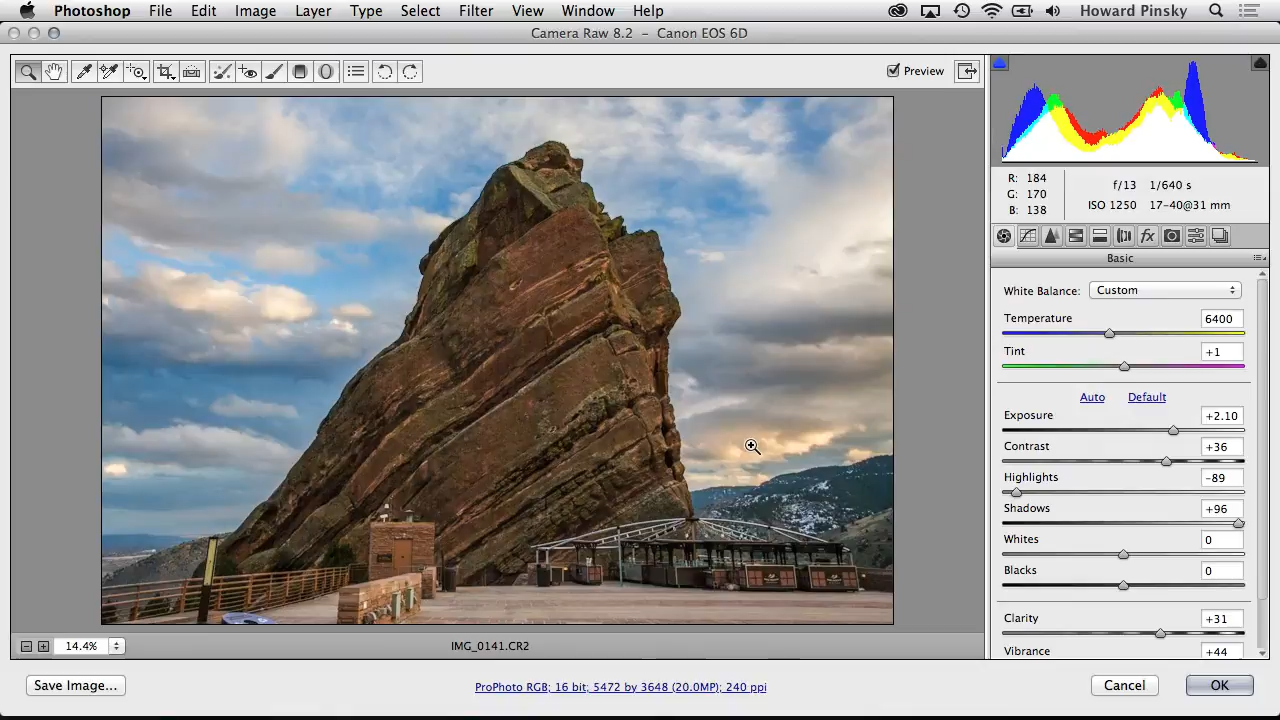 Photoshop File Edit Image Layer Type Select Filter View Window Help Howard Pinsky
Camera Raw 8.2 – Canon EOS 6D
Preview
R: 184
G: 170
B: 138
f/13 1/640 s
ISO 1250 17-40@31 mm
Basic
White Balance: Custom
Temperature 6400
Tint +1
Auto Default
Exposure +2.10
Contrast +36
Highlights -89
Shadows +96
Whites 0
Blacks 0
Clarity +31
Vibrance +44
14.4% IMG_0141.CR2
Save Image... ProPhoto RGB; 16 bit; 5472 by 3648 (20.0MP); 240 ppi Cancel OK